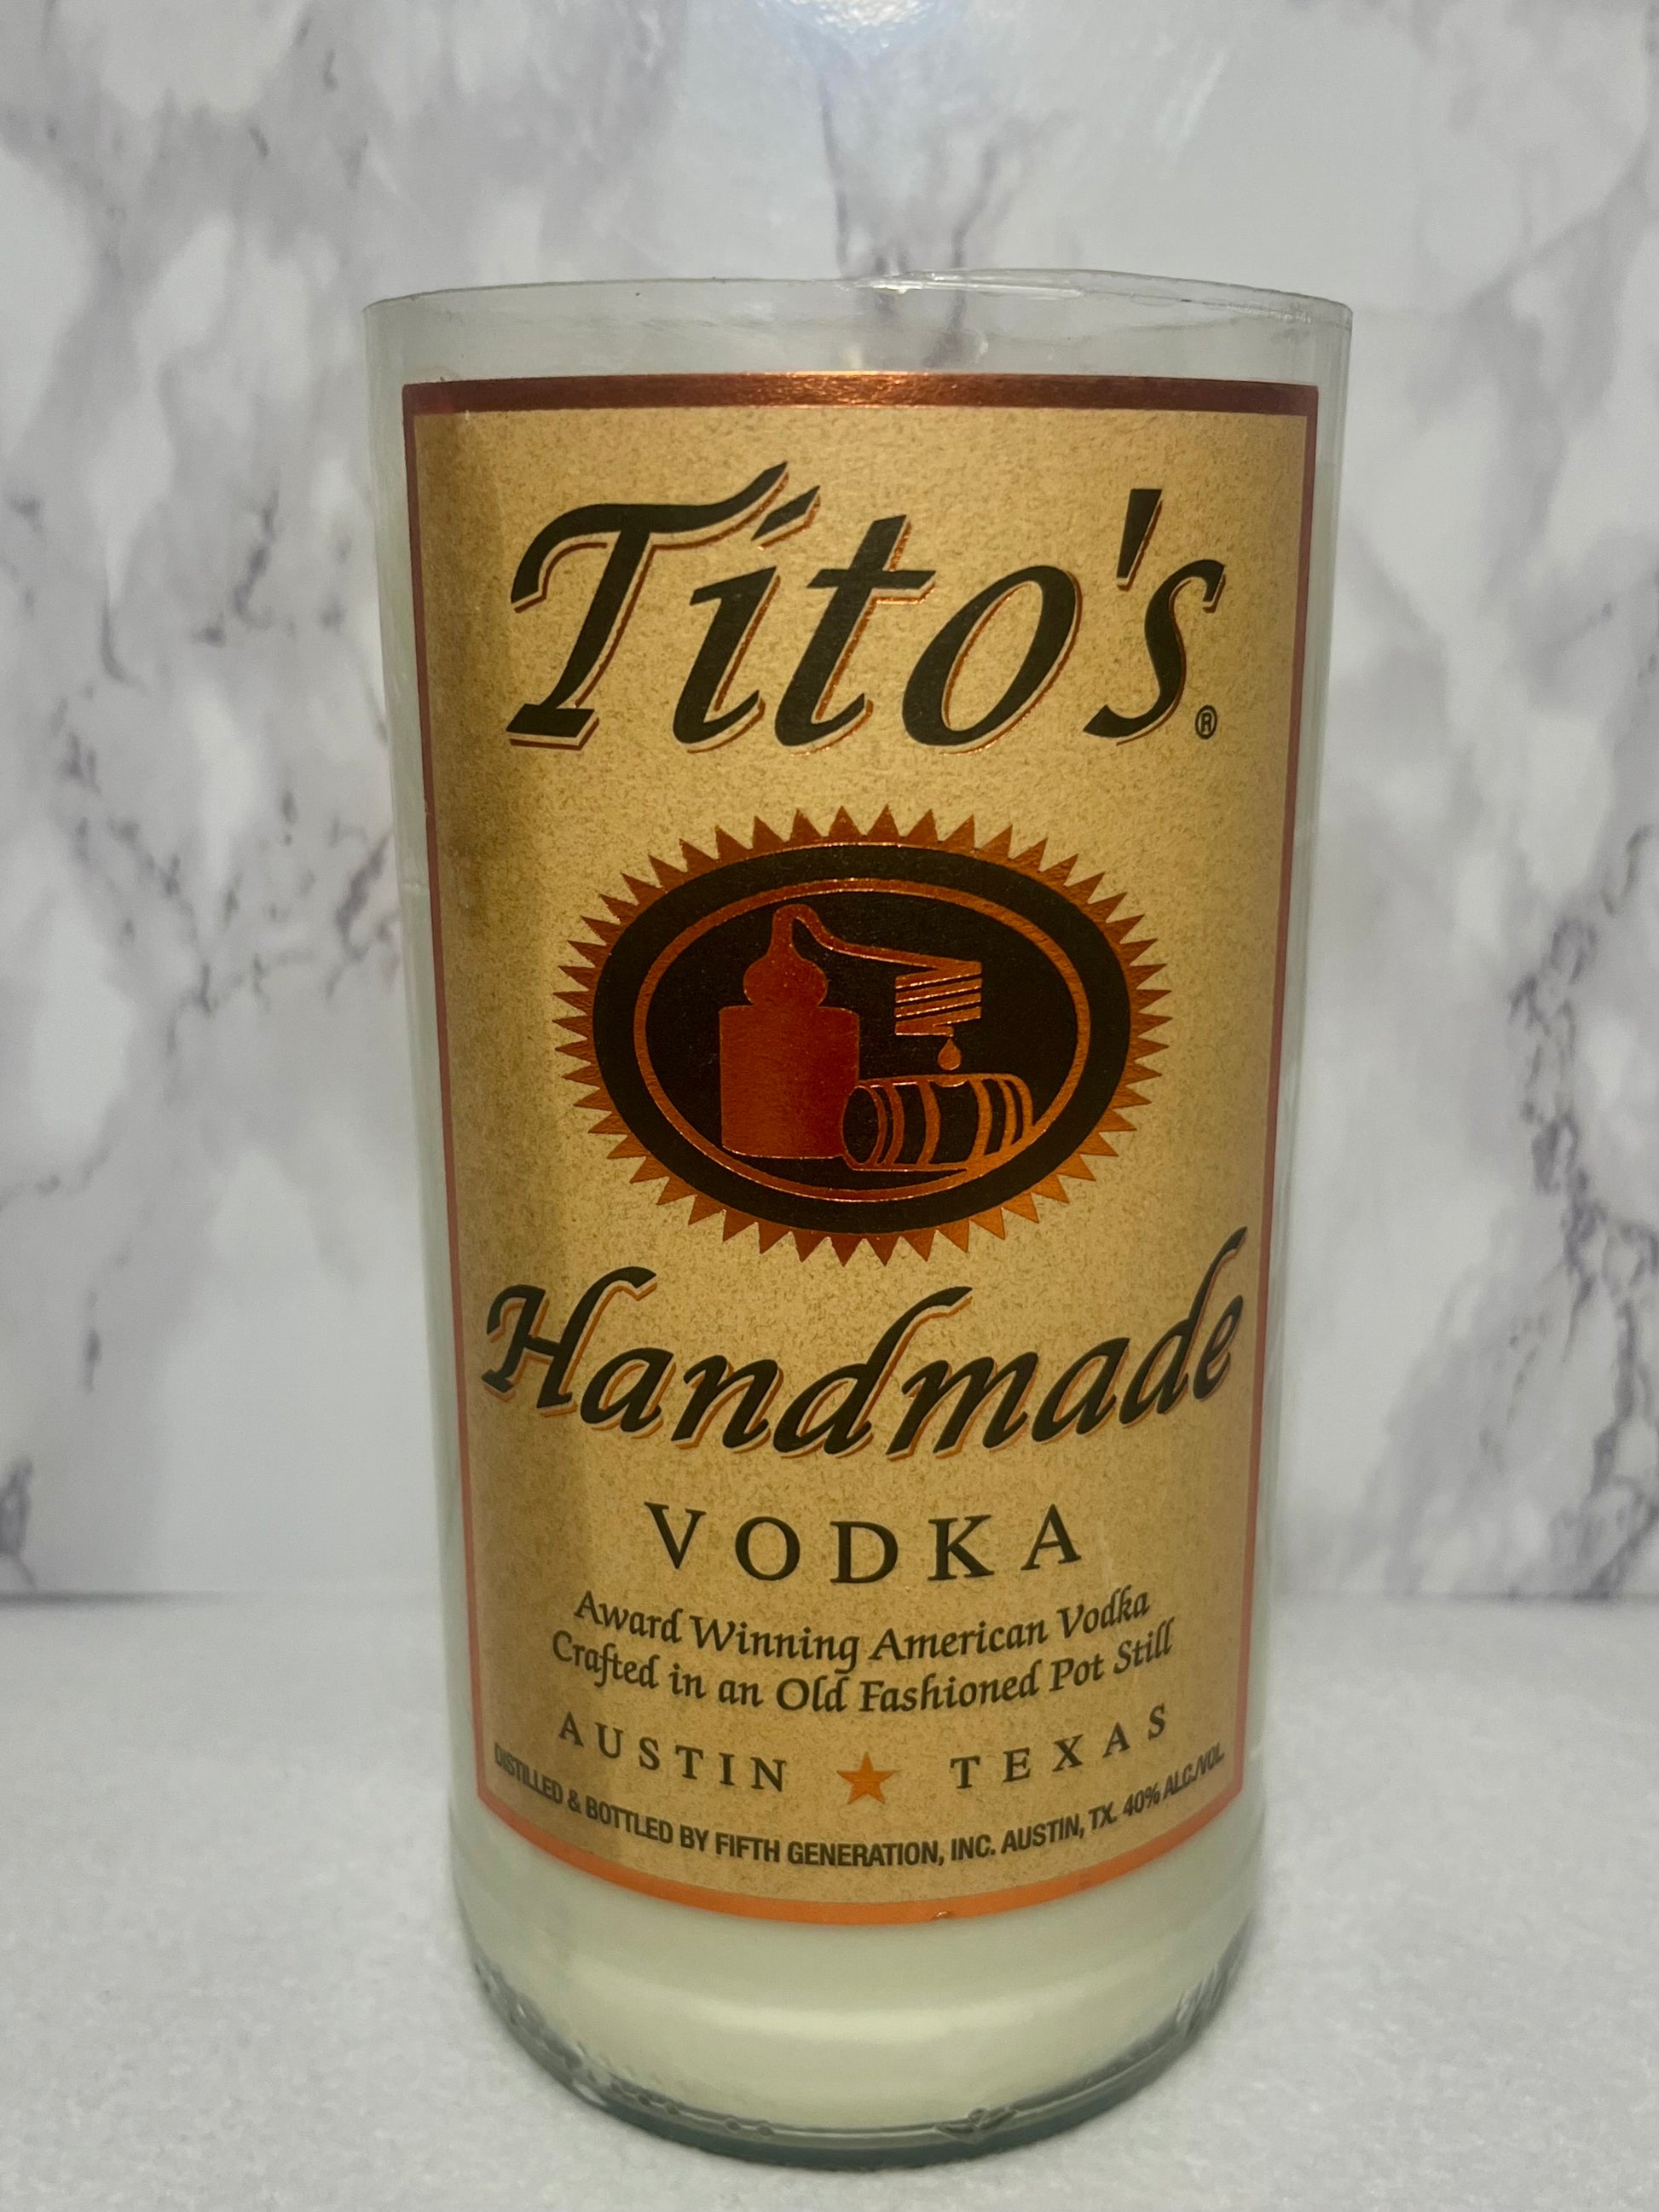 Tito's®
Handmade
VODKA
Award Winning American Vodka
Crafted in an Old Fashioned Pot Still
AUSTIN ★ TEXAS
DISTILLED & BOTTLED BY FIFTH GENERATION, INC. AUSTIN, TX. 40% ALC./VOL.